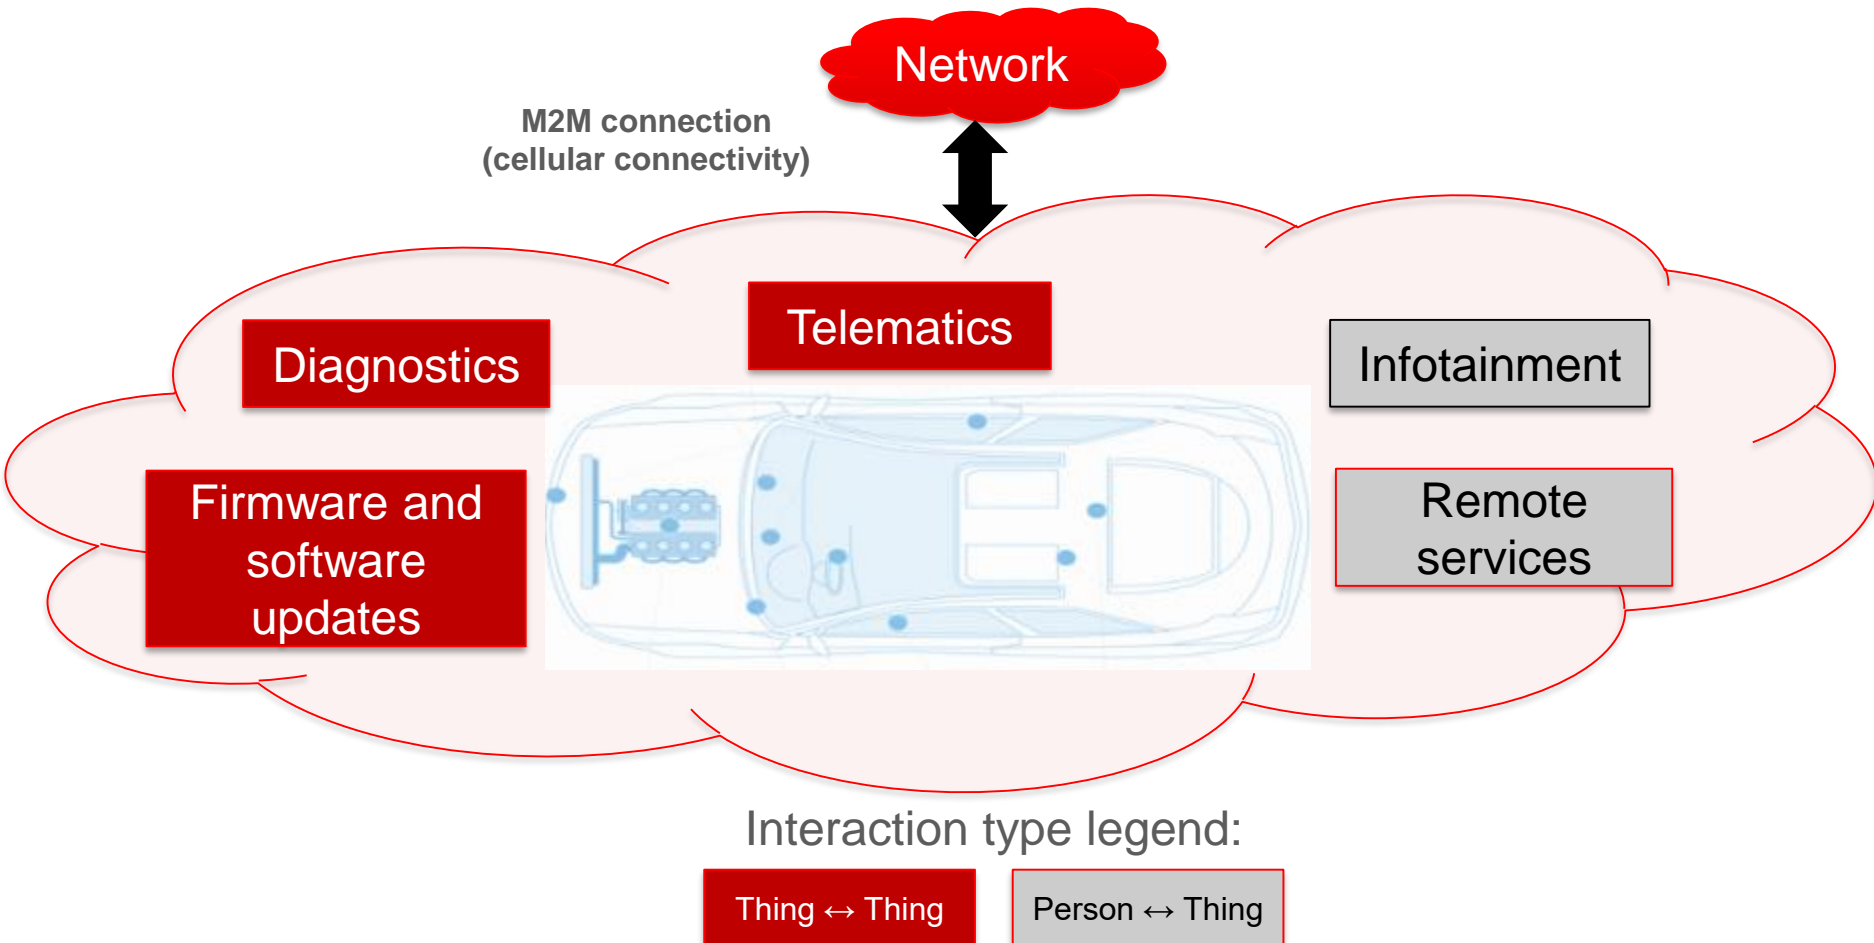 Network
M2M connection
(cellular connectivity)
Telematics
Diagnostics
Infotainment
Firmware and
software
updates
Remote
services
Interaction type legend:
Thing ↔ Thing
Person ↔ Thing